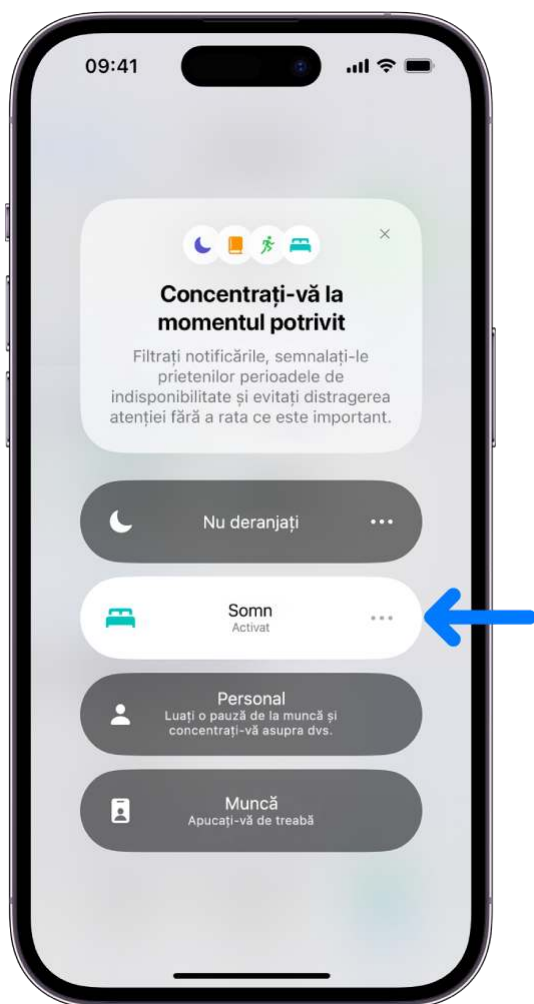 09:41
Concentrați-vă la
momentul potrivit
Filtrați notificările, semnalați-le
prietenilor perioadele de
indisponibilitate și evitați distragerea
atenției fără a rata ce este important.
Nu deranjați
Somn
Activat
Personal
Luați o pauză de la muncă și
concentrați-vă asupra dvs.
Muncă
Apucați-vă de treabă